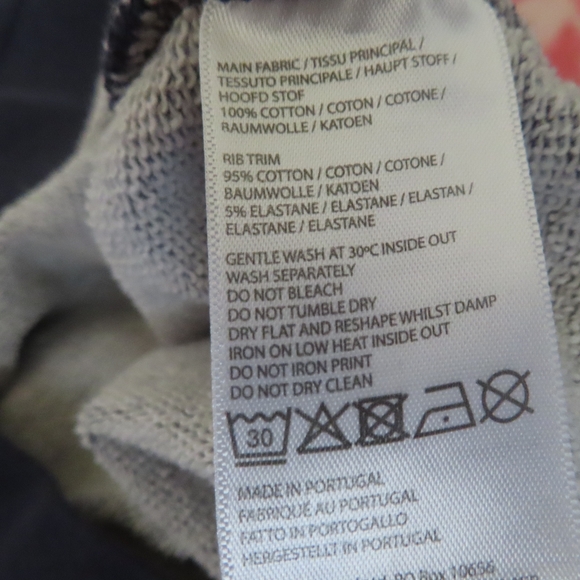 MAIN FABRIC / TISSU PRINCIPAL /
TESSUTO PRINCIPALE / HAUPT STOFF /
HOOFD STOF
100% COTTON / COTON / COTONE /
BAUMWOLLE / KATOEN
RIB TRIM
95% COTTON / COTON / COTONE /
BAUMWOLLE / KATOEN
5% ELASTANE / ELASTANE / ELASTAN /
ELASTANE / ELASTANE
GENTLE WASH AT 30ºC INSIDE OUT
WASH SEPARATELY
DO NOT BLEACH
DO NOT TUMBLE DRY
DRY FLAT AND RESHAPE WHILST DAMP
IRON ON LOW HEAT INSIDE OUT
DO NOT IRON PRINT
DO NOT DRY CLEAN
30
MADE IN PORTUGAL
FABRIQUE AU PORTUGAL
FATTO IN PORTOGALLO
HERGESTELLT IN PORTUGAL
PO Box 10656